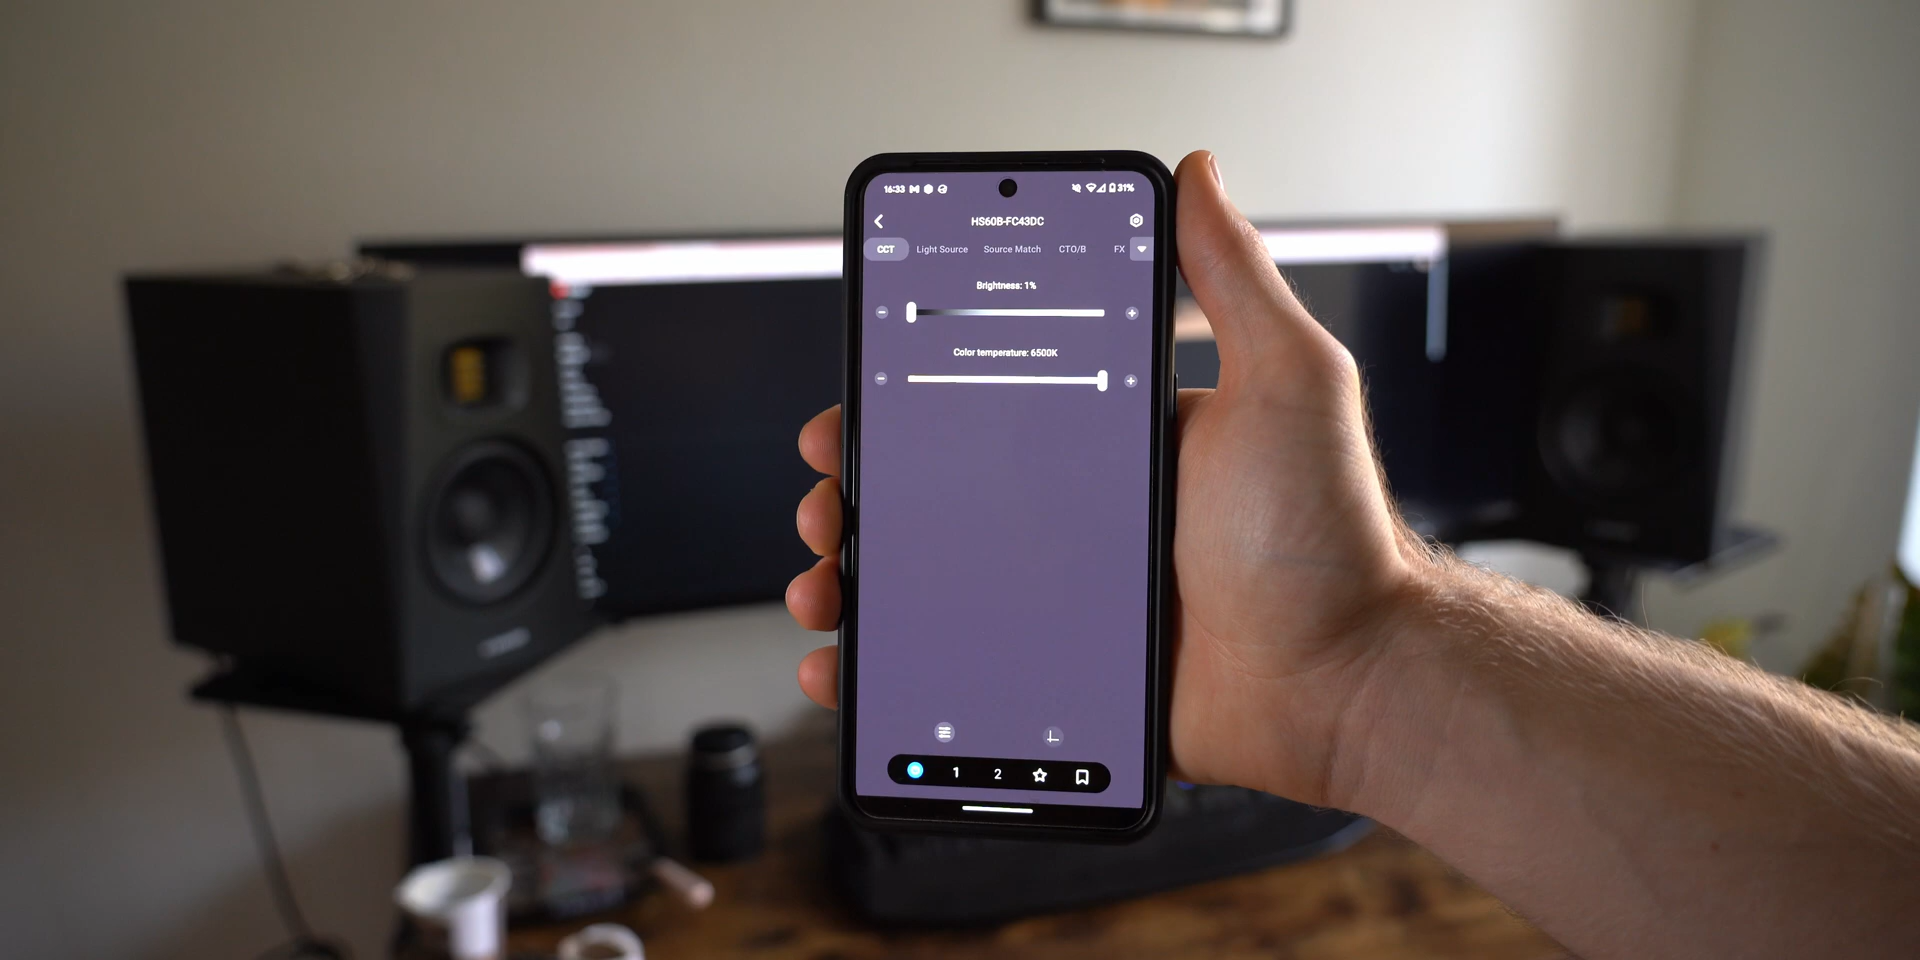 16:33 31%
HS60B-FC43DC
CCT Light Source Source Match CTO/B FX
Brightness: 1%
Color temperature: 6500K
1 2